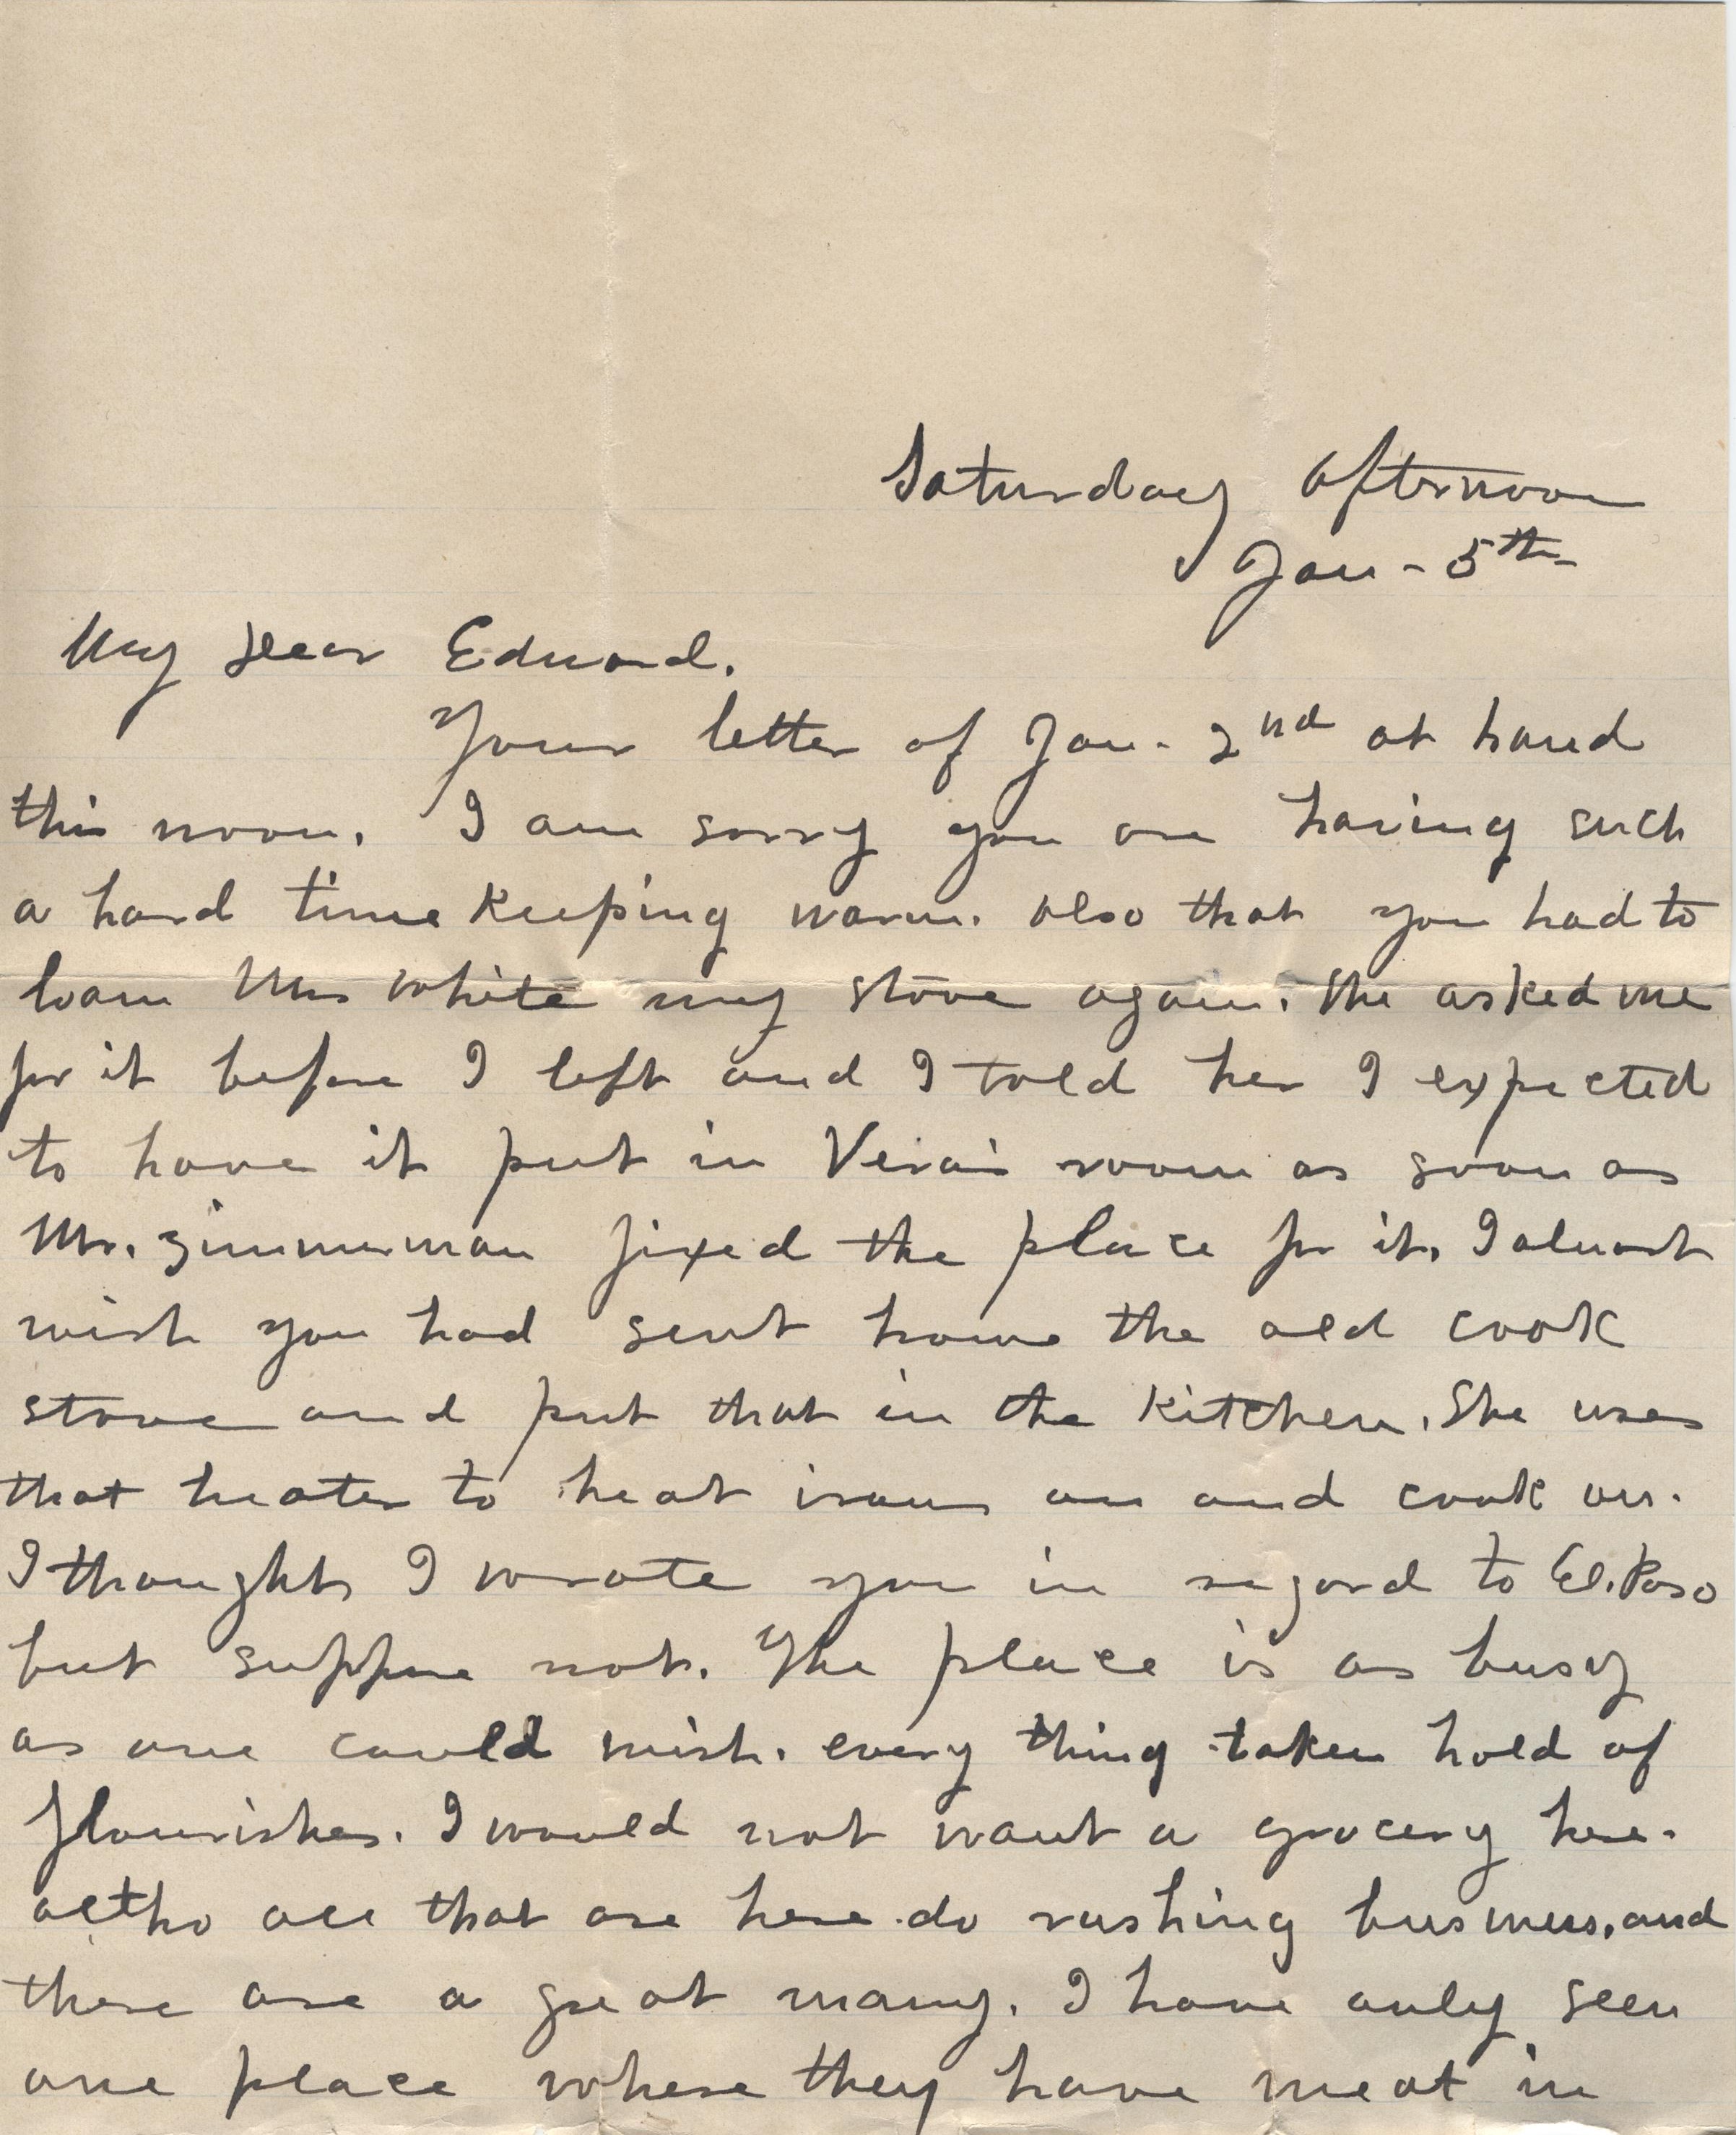 Saturday afternoon
Jan - 5th
My Dear Edward.
Your letter of Jan - 2nd at hand
this noon. I am sorry you are having such
a hard time keeping warm. also that you had to
loan Mrs White my stove again. She asked me
for it before I left and I told her I expected
to have it put in Vera's room as soon as
Mr. Zimmerman fixed the place for it. I almost
wish you had sent home the old cook
stove and put that in the kitchen. She uses
that heater to heat irons on and cook on.
I thought I wrote you in regard to El. Paso
but suppose not. The place is as busy
as one could wish. every thing taken hold of
flourishes. I would not want a grocery here.
altho all that are here do rushing business, and
there are a great many. I have only seen
one place where they have meat in